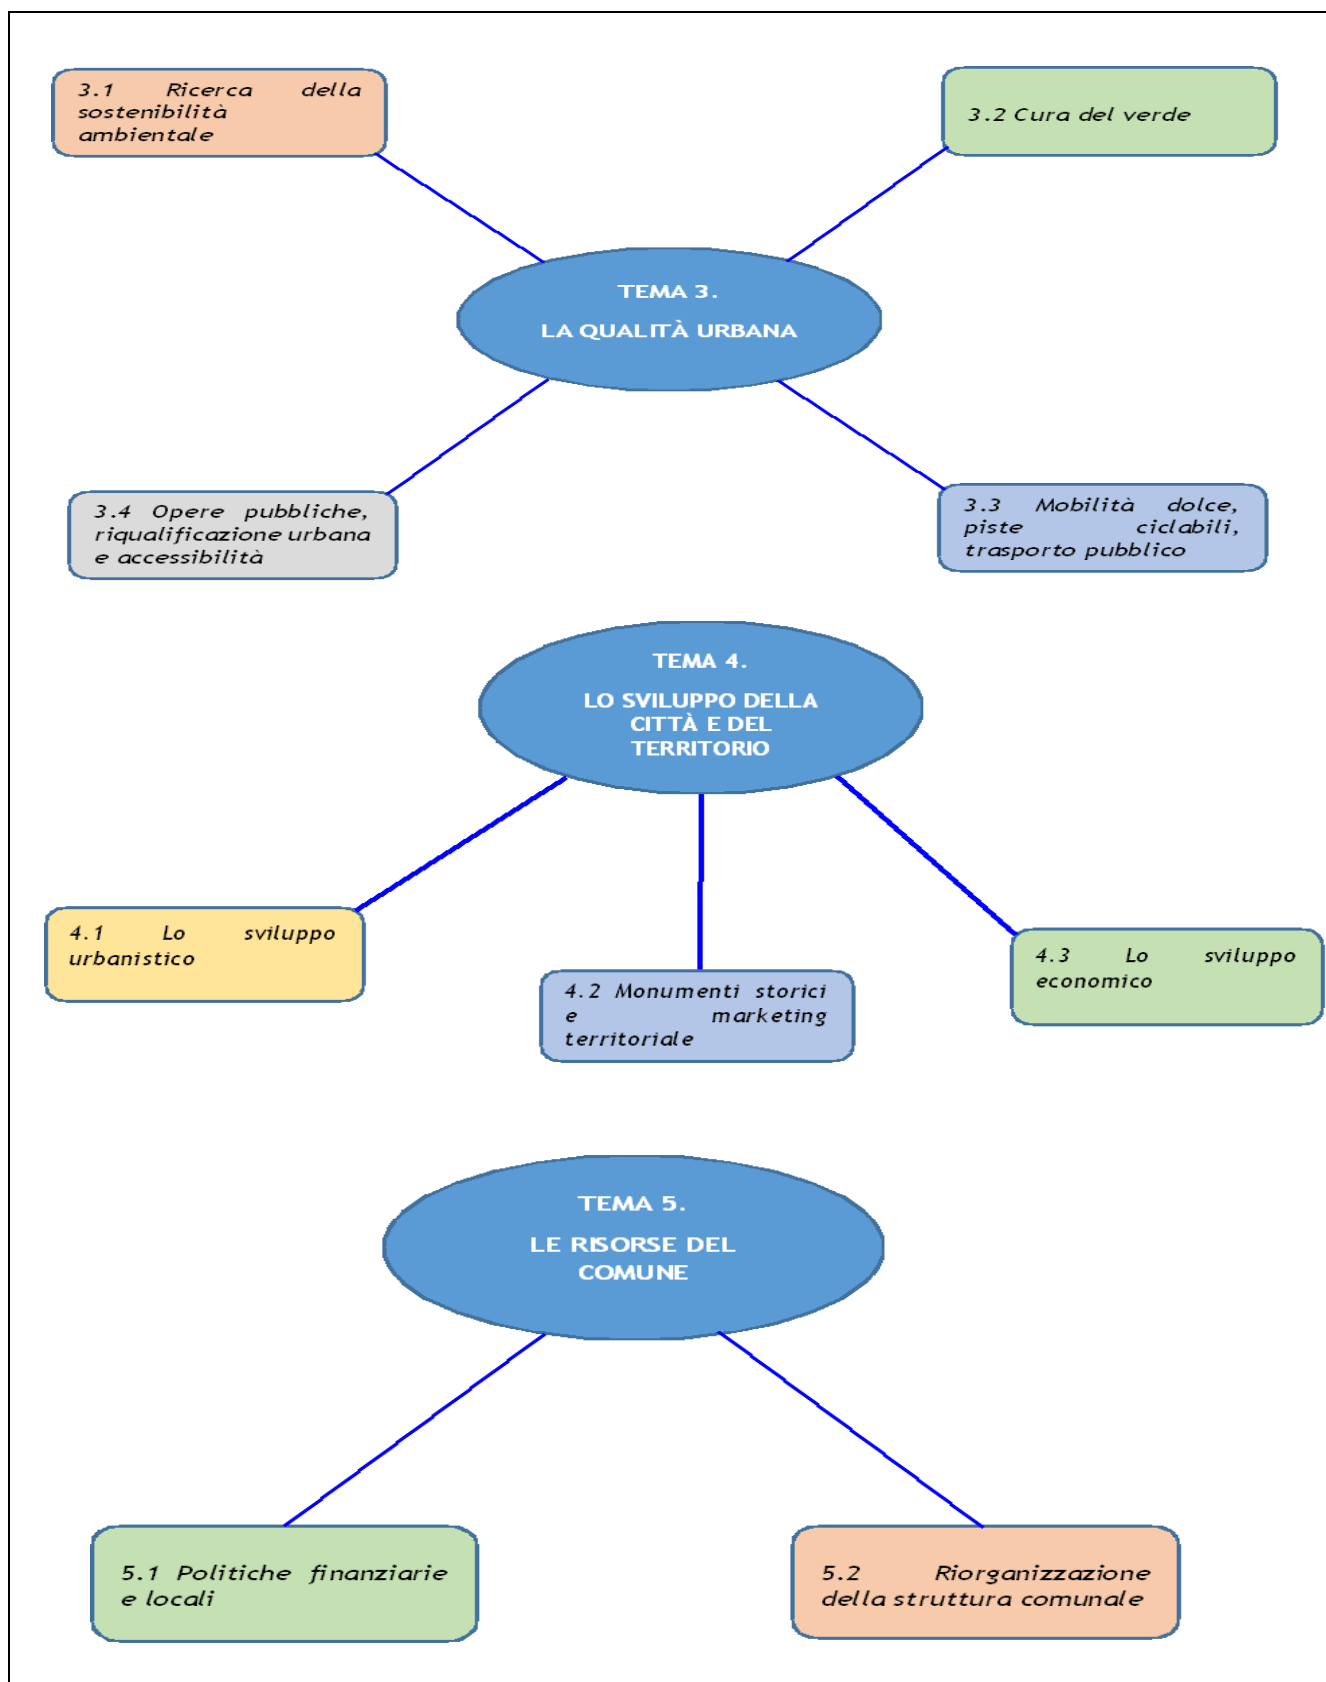 3.1 Ricerca della
sostenibilità
ambientale
3.2 Cura del verde
TEMA 3.
LA QUALITÀ URBANA
3.4 Opere pubbliche,
riqualificazione urbana
e accessibilità
3.3 Mobilità dolce,
piste ciclabili,
trasporto pubblico
TEMA 4.
LO SVILUPPO DELLA
CITTÀ E DEL
TERRITORIO
4.1 Lo sviluppo
urbanistico
4.2 Monumenti storici
e marketing
territoriale
4.3 Lo sviluppo
economico
TEMA 5.
LE RISORSE DEL
COMUNE
5.1 Politiche finanziarie
e locali
5.2 Riorganizzazione
della struttura comunale